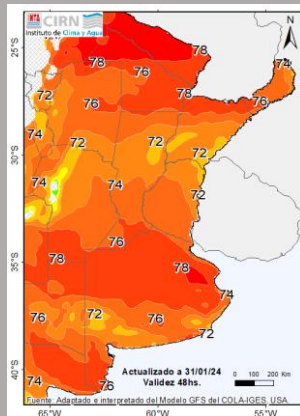 INTA CIRN
Instituto de Clima y Agua
N
25°S
30°S
35°S
40°S
78
78
74
76
72
78
76
74
72
72
74
72
74
76
78
78
74
76
72
76
72
74
76
Actualizado a 31/01/24
Validez 48hs.
0 100 200
Km
Fuente: Adaptado e interpretado del Modelo GFS del COLA-IGES, USA.
65°W
60°W
55°W